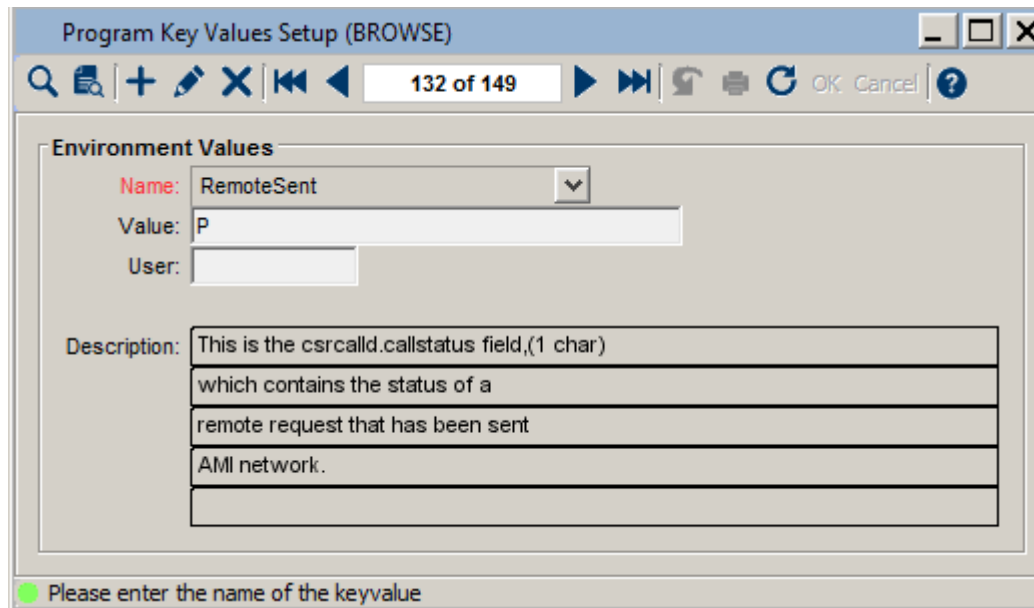 Program Key Values Setup (BROWSE)
132 of 149 OK Cancel ?
Environment Values
Name: RemoteSent
Value: P
User:
Description: This is the csrcalld.callstatus field,(1 char)
which contains the status of a
remote request that has been sent
AMI network.
Please enter the name of the keyvalue